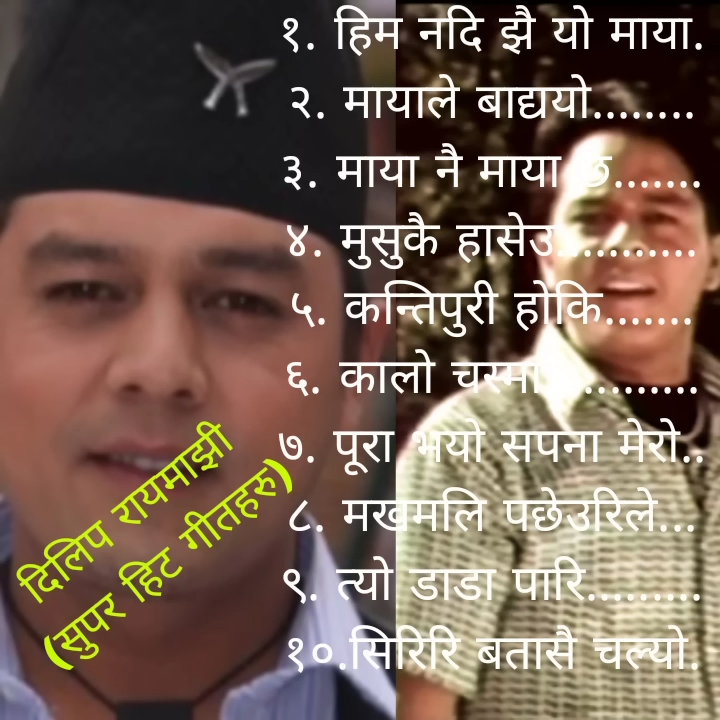 १. हिम नदि झै यो माया.
२. मायाले बाद्ययो........
३. माया नै माया छ.......
४. मुसुकै हासेउ...........
५. कन्तिपुरी होकि.......
६. कालो चस्मा..........
७. पूरा भयो सपना मेरो..
८. मखमलि पछेउरिले...
९. त्यो डाडा पारि.........
१०.सिरिरि बतासै चल्यो.
दिलिप रायमाझी
(सुपर हिट गीतहरु)